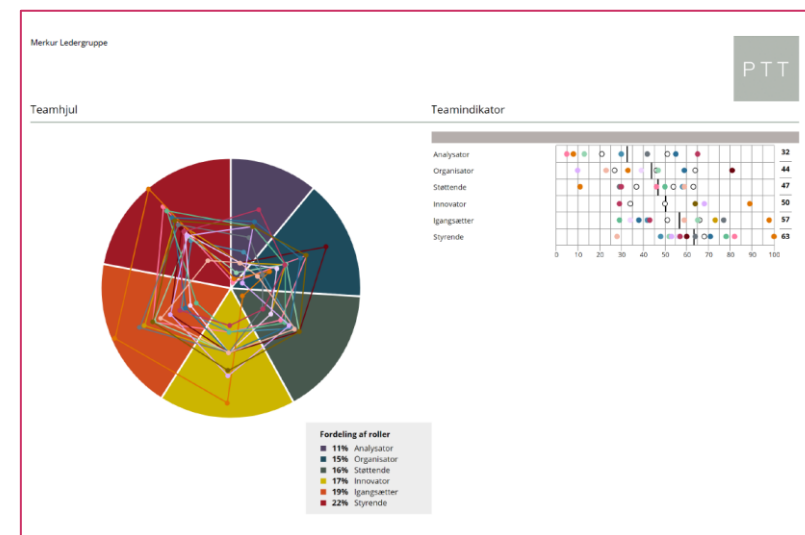 Merkur Ledergruppe
PTT
Teamhjul
Teamindikator
Analysator 32
Organisator 44
Støttende 47
Innovator 50
Igangsætter 57
Styrende 63
0 10 20 30 40 50 60 70 80 90 100
Fordeling af roller
11% Analysator
15% Organisator
16% Støttende
17% Innovator
19% Igangsætter
22% Styrende